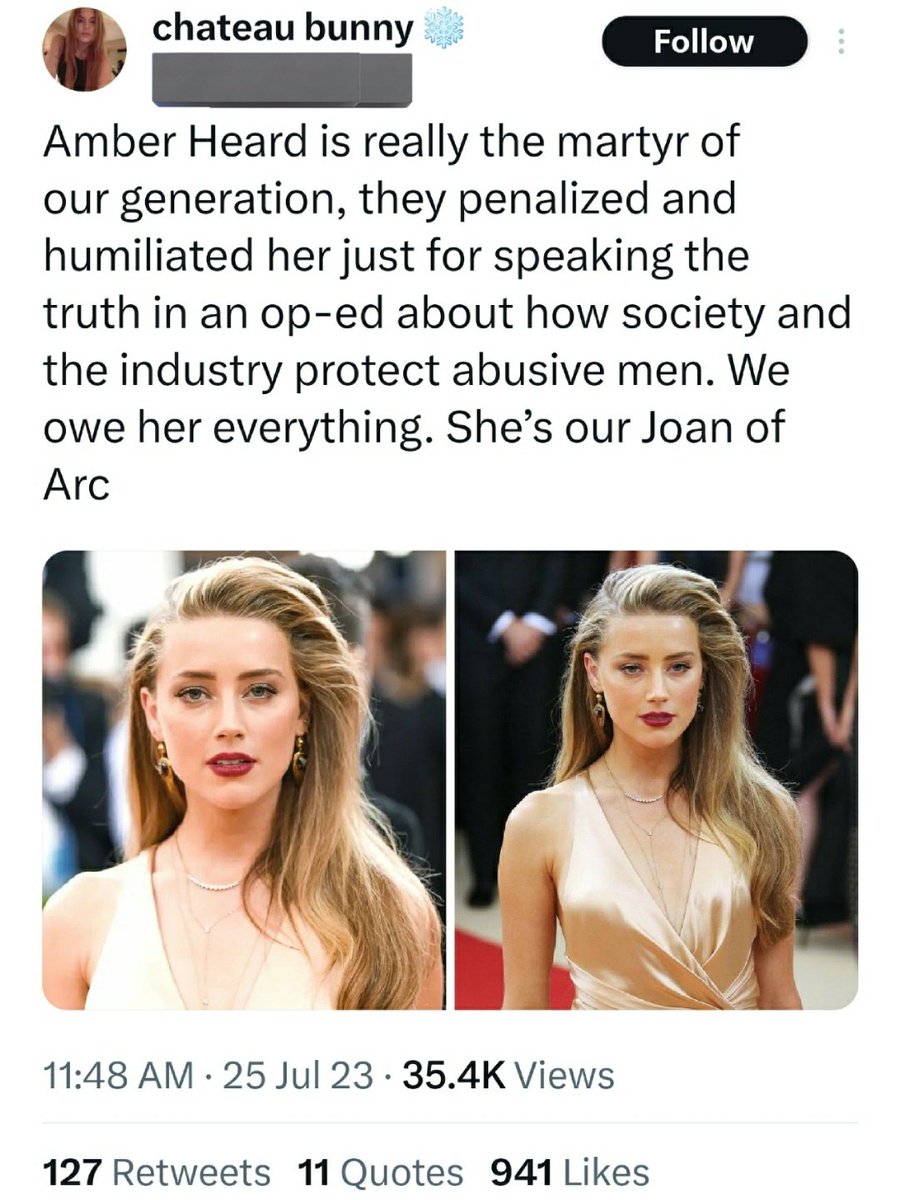 chateau bunny
Follow
Amber Heard is really the martyr of
our generation, they penalized and
humiliated her just for speaking the
truth in an op-ed about how society and
the industry protect abusive men. We
owe her everything. She’s our Joan of
Arc
11:48 AM · 25 Jul 23 · 35.4K Views
127 Retweets 11 Quotes 941 Likes